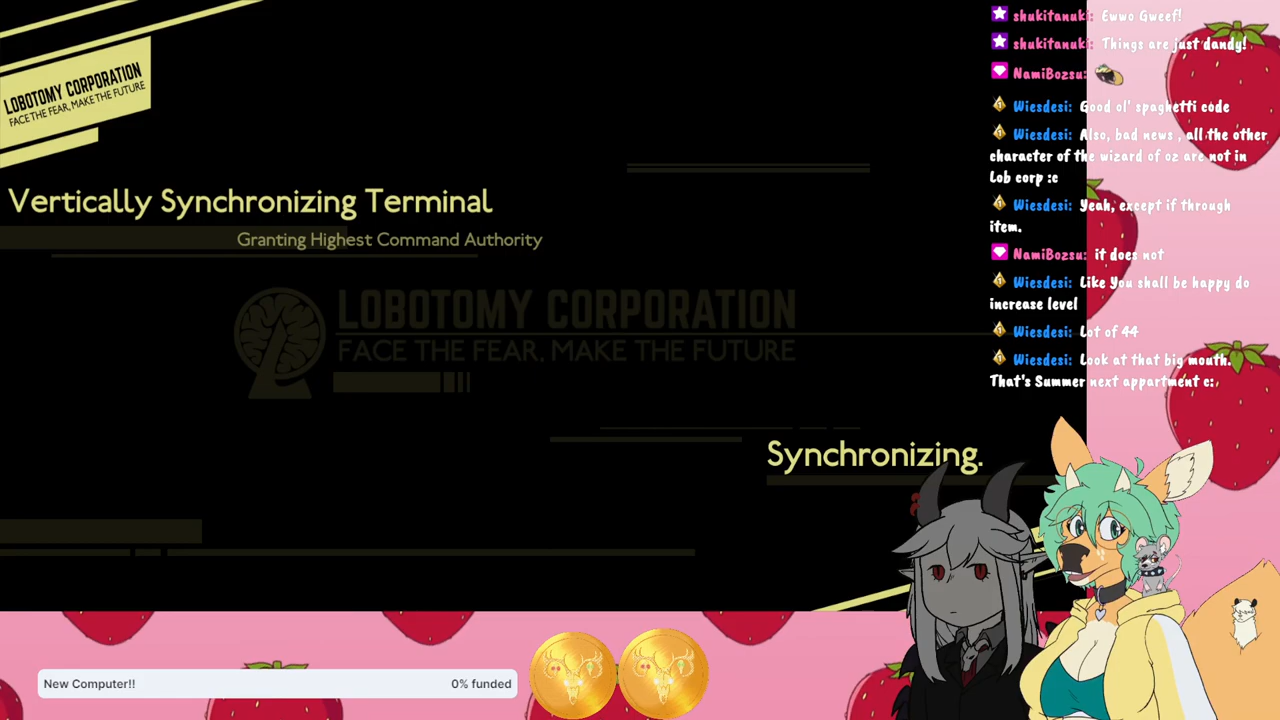 LOBOTOMY CORPORATION
FACE THE FEAR, MAKE THE FUTURE
Vertically Synchronizing Terminal
Granting Highest Command Authority
LOBOTOMY CORPORATION
FACE THE FEAR, MAKE THE FUTURE
Synchronizing.
shukitanuki: Ewwo Gweef!
shukitanuki: Things are just dandy!
NamiBozsu:
Wiesdesi: Good ol' spaghetti code
Wiesdesi: Also, bad news , all the other
character of the wizard of oz are not in
Lob corp :c
Wiesdesi: Yeah, except if through
item.
NamiBozsu: it does not
Wiesdesi: Like You shall be happy do
increase level
Wiesdesi: Lot of 44
Wiesdesi: Look at that big mouth.
That's Summer next appartment c:
New Computer!! 0% funded